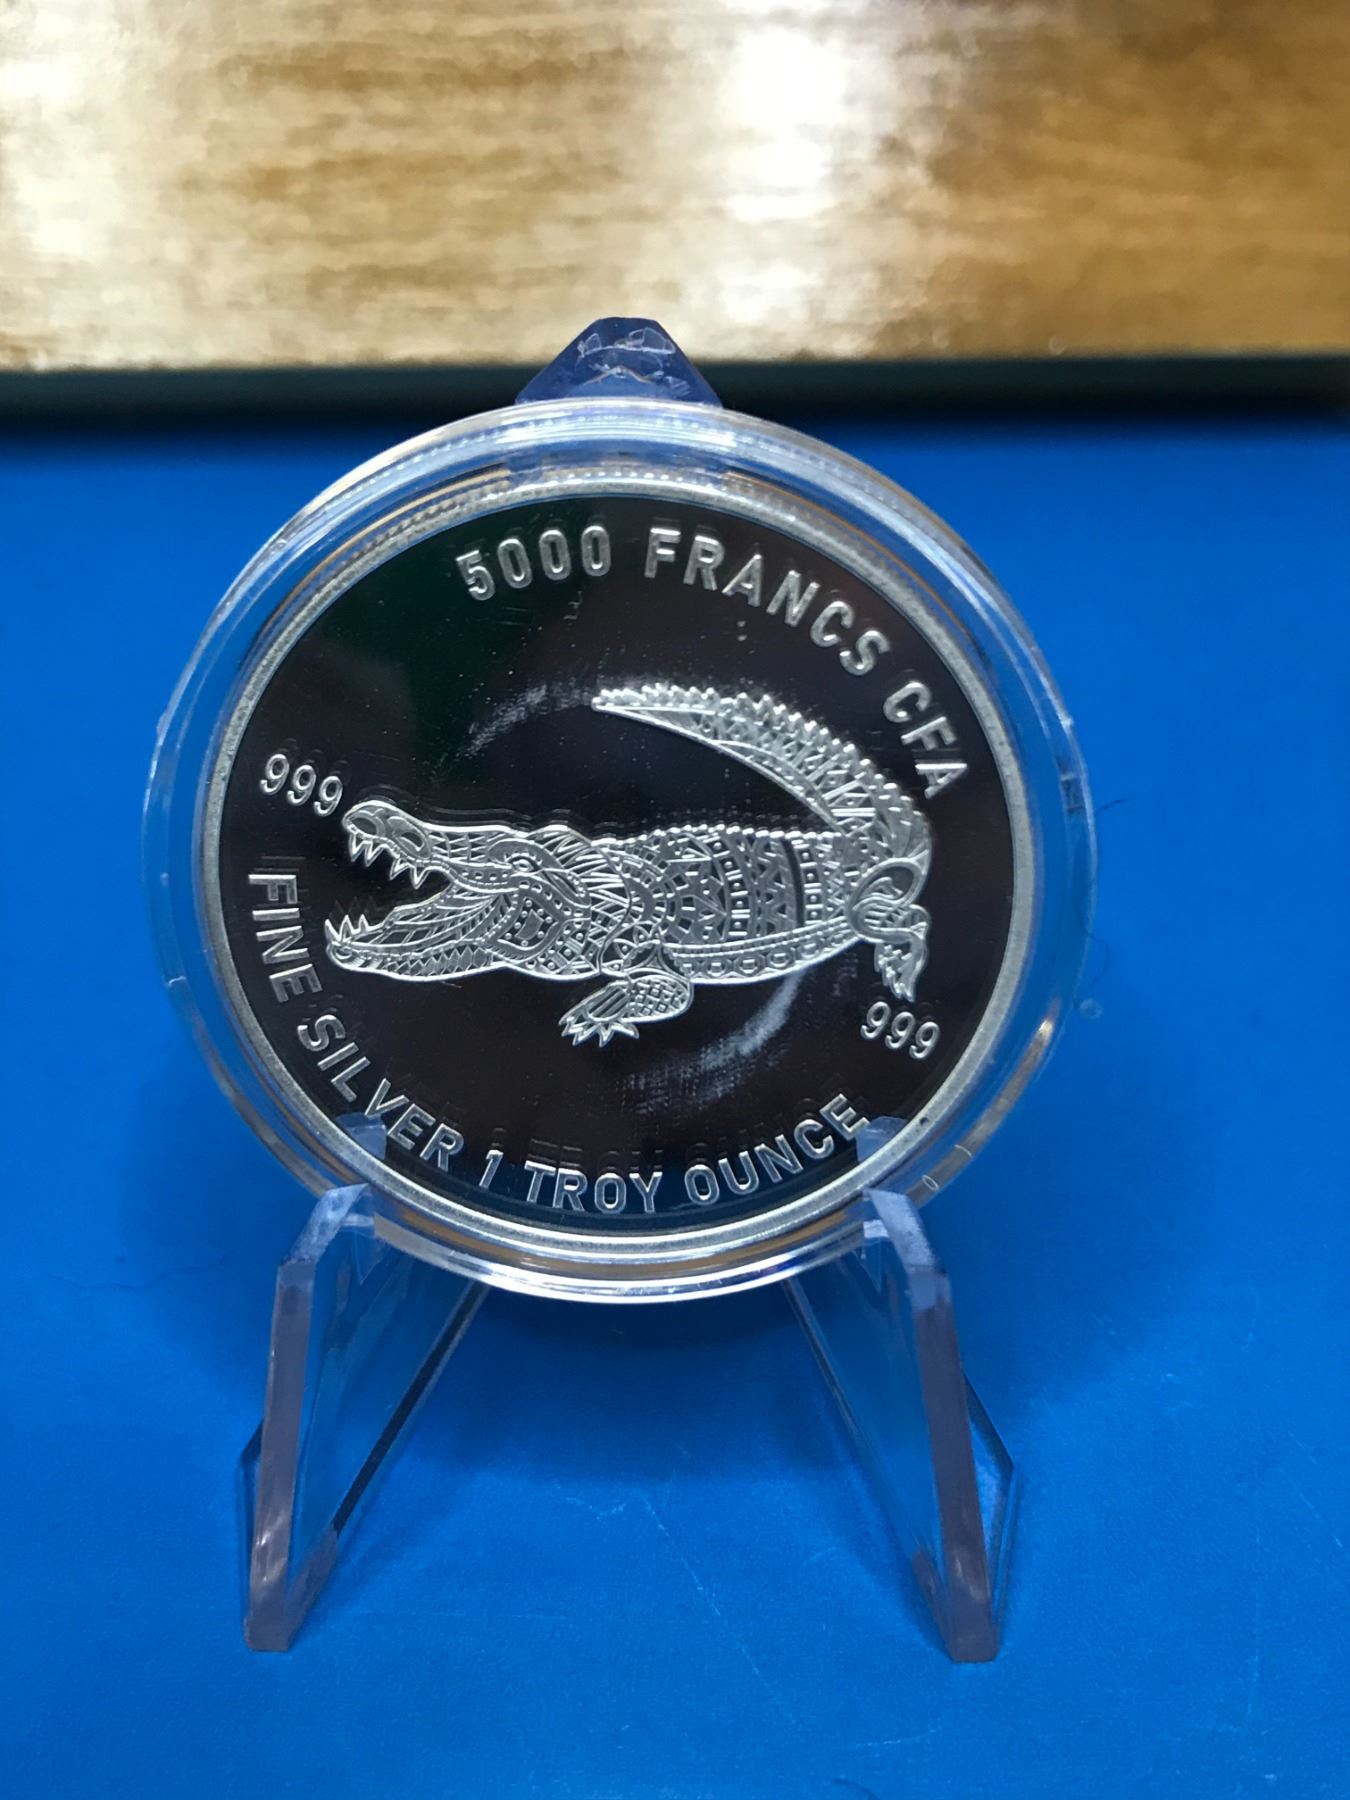 5000 FRANCS CFA
999
999
FINE SILVER 1 TROY OUNCE